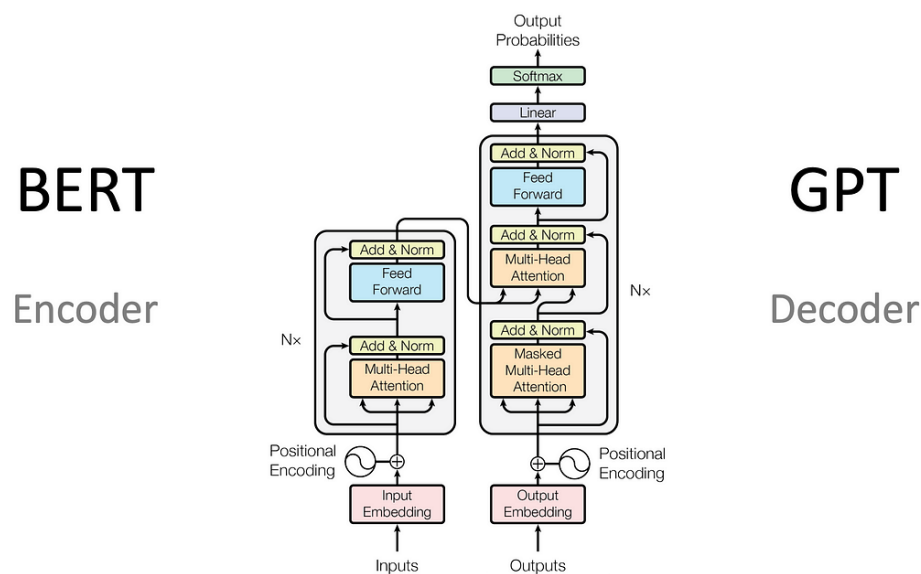 BERT
Encoder
Output
Probabilities
Softmax
Linear
Add & Norm
Feed
Forward
Add & Norm
Multi-Head
Attention
Add & Norm
Masked
Multi-Head
Attention
Nx
Positional
Encoding
Output
Embedding
Outputs
Add & Norm
Feed
Forward
Add & Norm
Multi-Head
Attention
Nx
Positional
Encoding
Input
Embedding
Inputs
GPT
Decoder